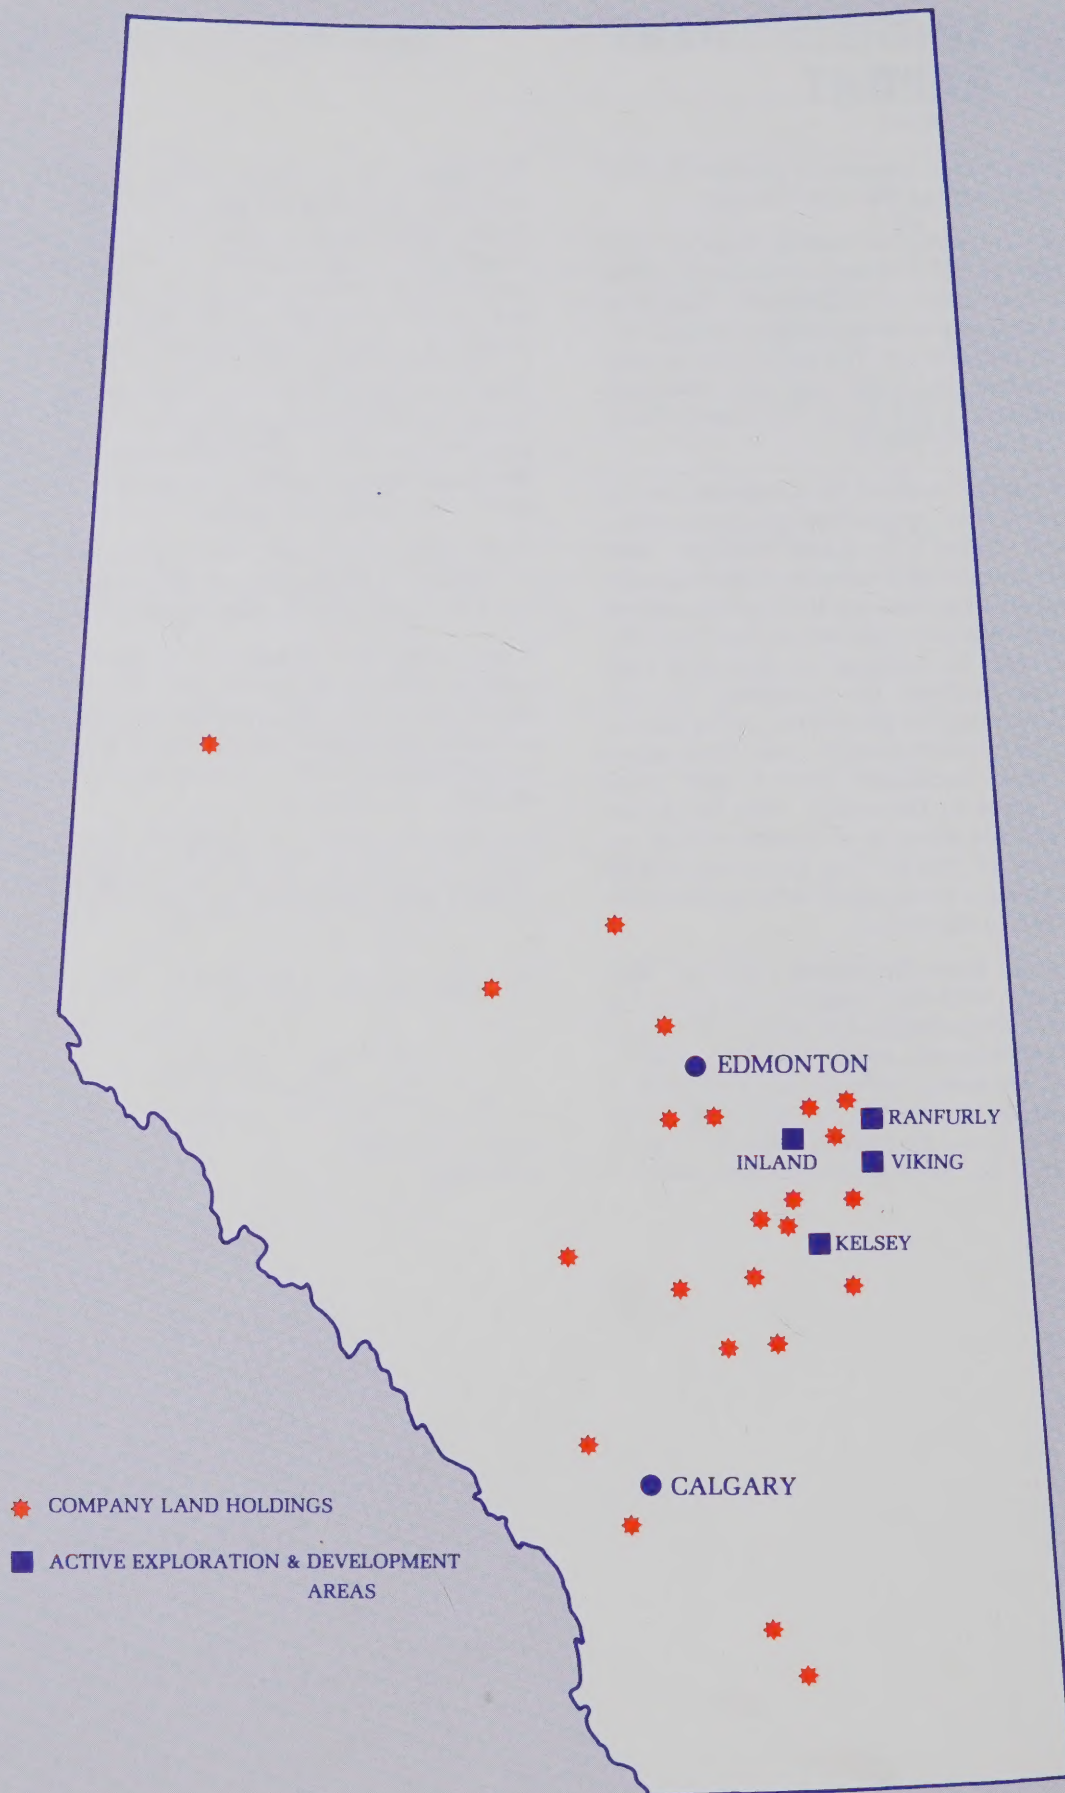 EDMONTON
RANFURLY
INLAND
VIKING
KELSEY
CALGARY
COMPANY LAND HOLDINGS
ACTIVE EXPLORATION & DEVELOPMENT
AREAS